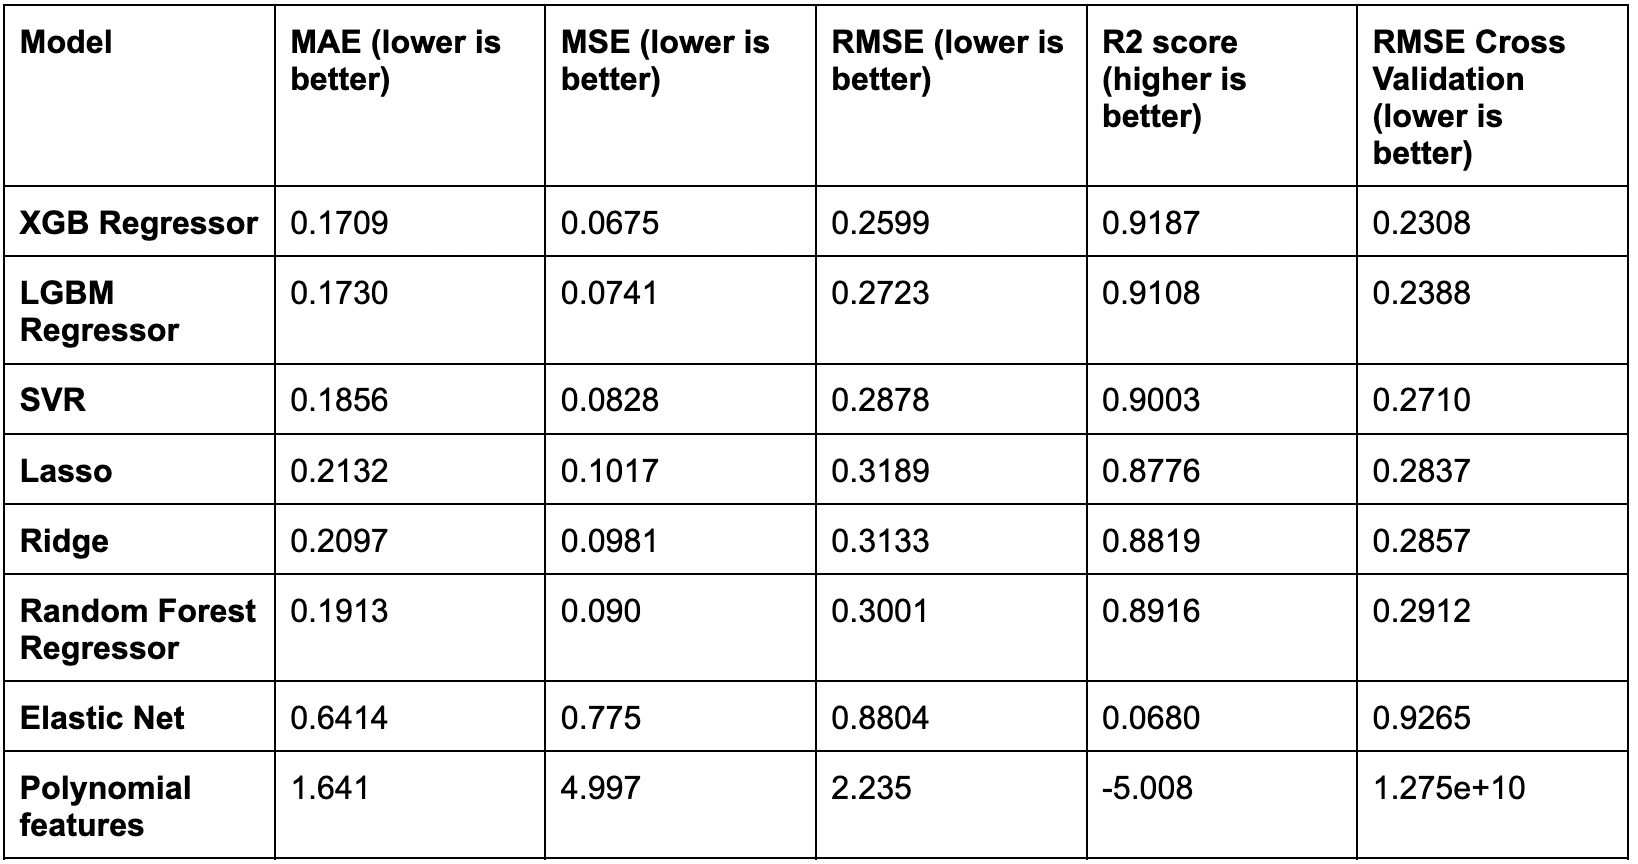 Model
MAE (lower is
better)
MSE (lower is
better)
RMSE (lower is
better)
R2 score
(higher is
better)
RMSE Cross
Validation
(lower is
better)
XGB Regressor
0.1709
0.0675
0.2599
0.9187
0.2308
LGBM
Regressor
0.1730
0.0741
0.2723
0.9108
0.2388
SVR
0.1856
0.0828
0.2878
0.9003
0.2710
Lasso
0.2132
0.1017
0.3189
0.8776
0.2837
Ridge
0.2097
0.0981
0.3133
0.8819
0.2857
Random Forest
Regressor
0.1913
0.090
0.3001
0.8916
0.2912
Elastic Net
0.6414
0.775
0.8804
0.0680
0.9265
Polynomial
features
1.641
4.997
2.235
-5.008
1.275e+10